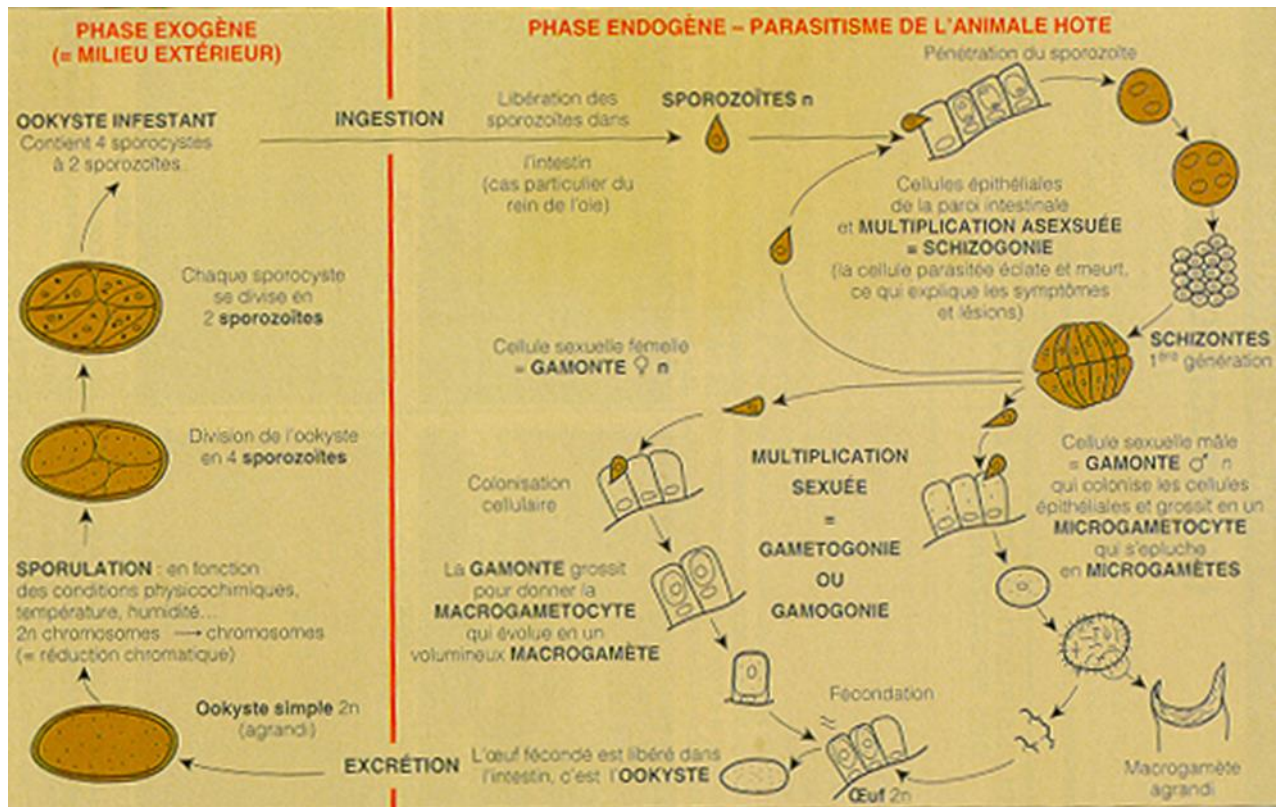 PHASE EXOGÈNE
(= MILIEU EXTÉRIEUR)
PHASE ENDOGÈNE – PARASITISME DE L'ANIMALE HOTE
OOKYSTE INFESTANT
Contient 4 sporocystes
à 2 sporozoïtes.
INGESTION
Libération des
sporozoïtes dans
l'intestin
(cas particulier du
rein de l'oie)
SPOROZOÏTES n
Pénétration du sporozoïte
Cellules épithéliales
de la paroi intestinale
et MULTIPLICATION ASEXSUÉE
= SCHIZOGONIE
(la cellule parasitée éclate et meurt,
ce qui explique les symptômes
et lésions)
SCHIZONTES
1ère génération
Chaque sporocyste
se divise en
2 sporozoïtes
Division de l'ookyste
en 4 sporozoïtes
SPORULATION : en fonction
des conditions physicochimiques,
température, humidité...
2n chromosomes → chromosomes
(= réduction chromatique)
Ookyste simple 2n
(agrandi)
Cellule sexuelle femelle
= GAMONTE ♀ n
Colonisation
cellulaire
La GAMONTE grossit
pour donner la
MACROGAMETOCYTE
qui évolue en un
volumineux MACROGAMÈTE
MULTIPLICATION
SEXUÉE
=
GAMETOGONIE
OU
GAMOGONIE
Cellule sexuelle mâle
= GAMONTE ♂ n
qui colonise les cellules
épithéliales et grossit en un
MICROGAMETOCYTE
qui s'epluche
en MICROGAMÈTES
Fécondation
Macrogamète
agrandi
Œuf 2n
L'œuf fécondé est libéré dans
l'intestin, c'est l'OOKYSTE
EXCRÉTION